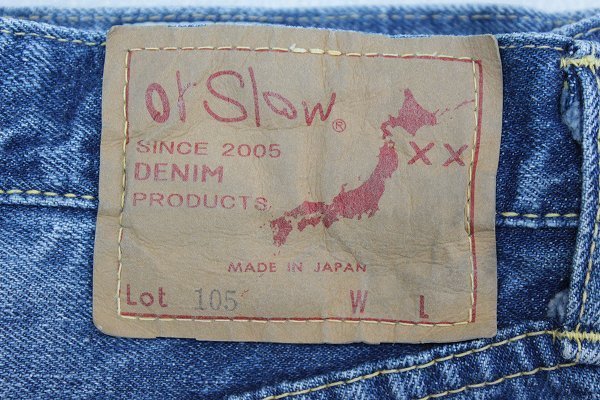 orSlow®
SINCE 2005
DENIM
PRODUCTS
XX
MADE IN JAPAN
Lot 105 W L